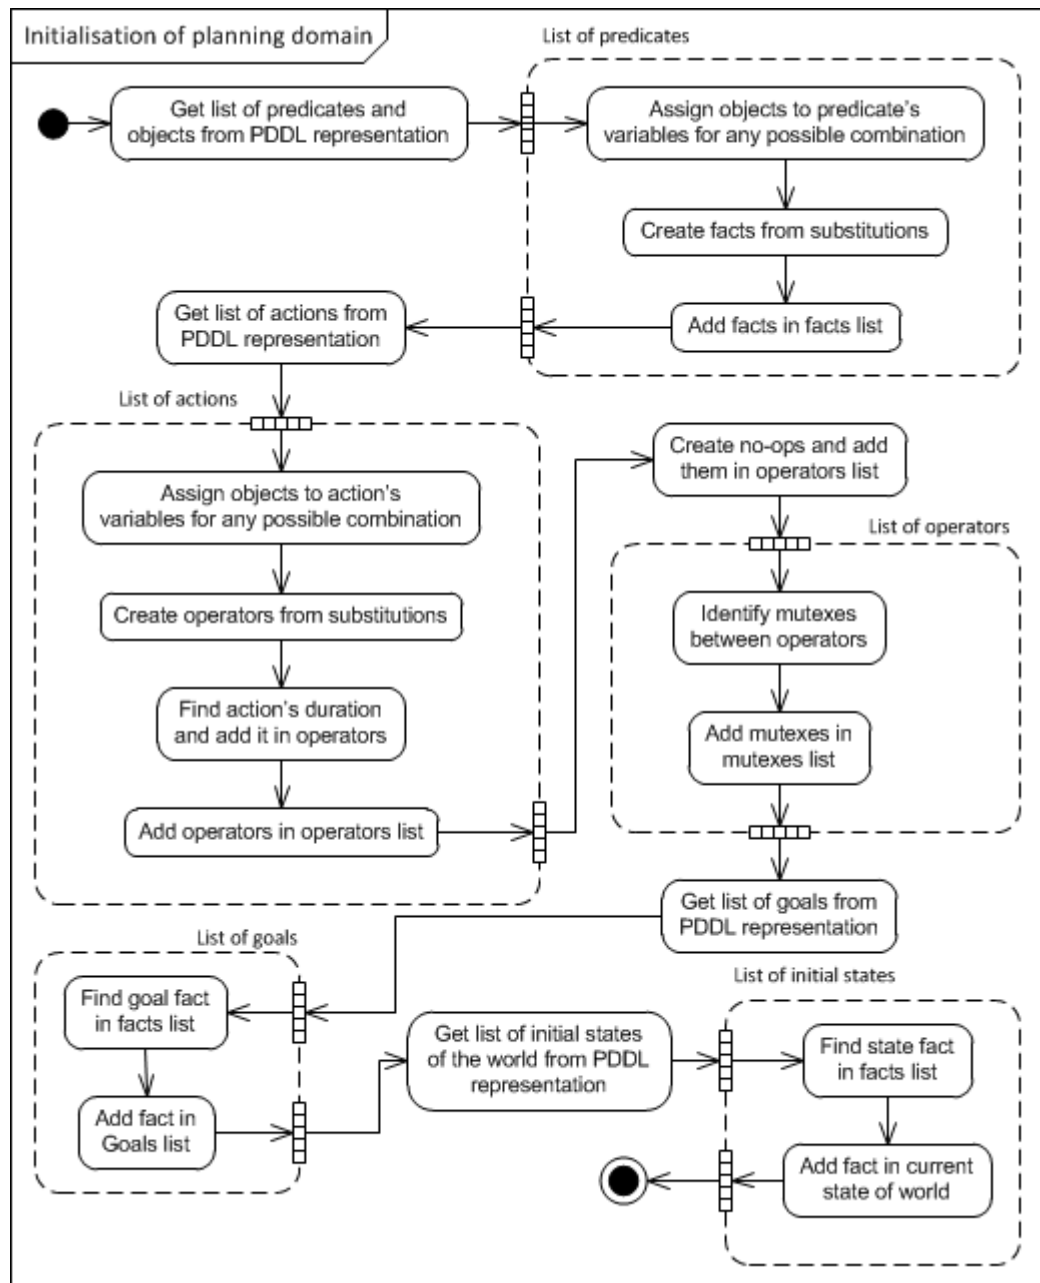 Initialisation of planning domain
List of predicates
Get list of predicates and
objects from PDDL representation
Assign objects to predicate's
variables for any possible combination
Create facts from substitutions
Add facts in facts list
Get list of actions from
PDDL representation
List of actions
Assign objects to action's
variables for any possible combination
Create operators from substitutions
Find action's duration
and add it in operators
Add operators in operators list
Create no-ops and add
them in operators list
List of operators
Identify mutexes
between operators
Add mutexes in
mutexes list
Get list of goals from
PDDL representation
List of goals
Find goal fact
in facts list
Add fact in
Goals list
Get list of initial states
of the world from PDDL
representation
List of initial states
Find state fact
in facts list
Add fact in current
state of world